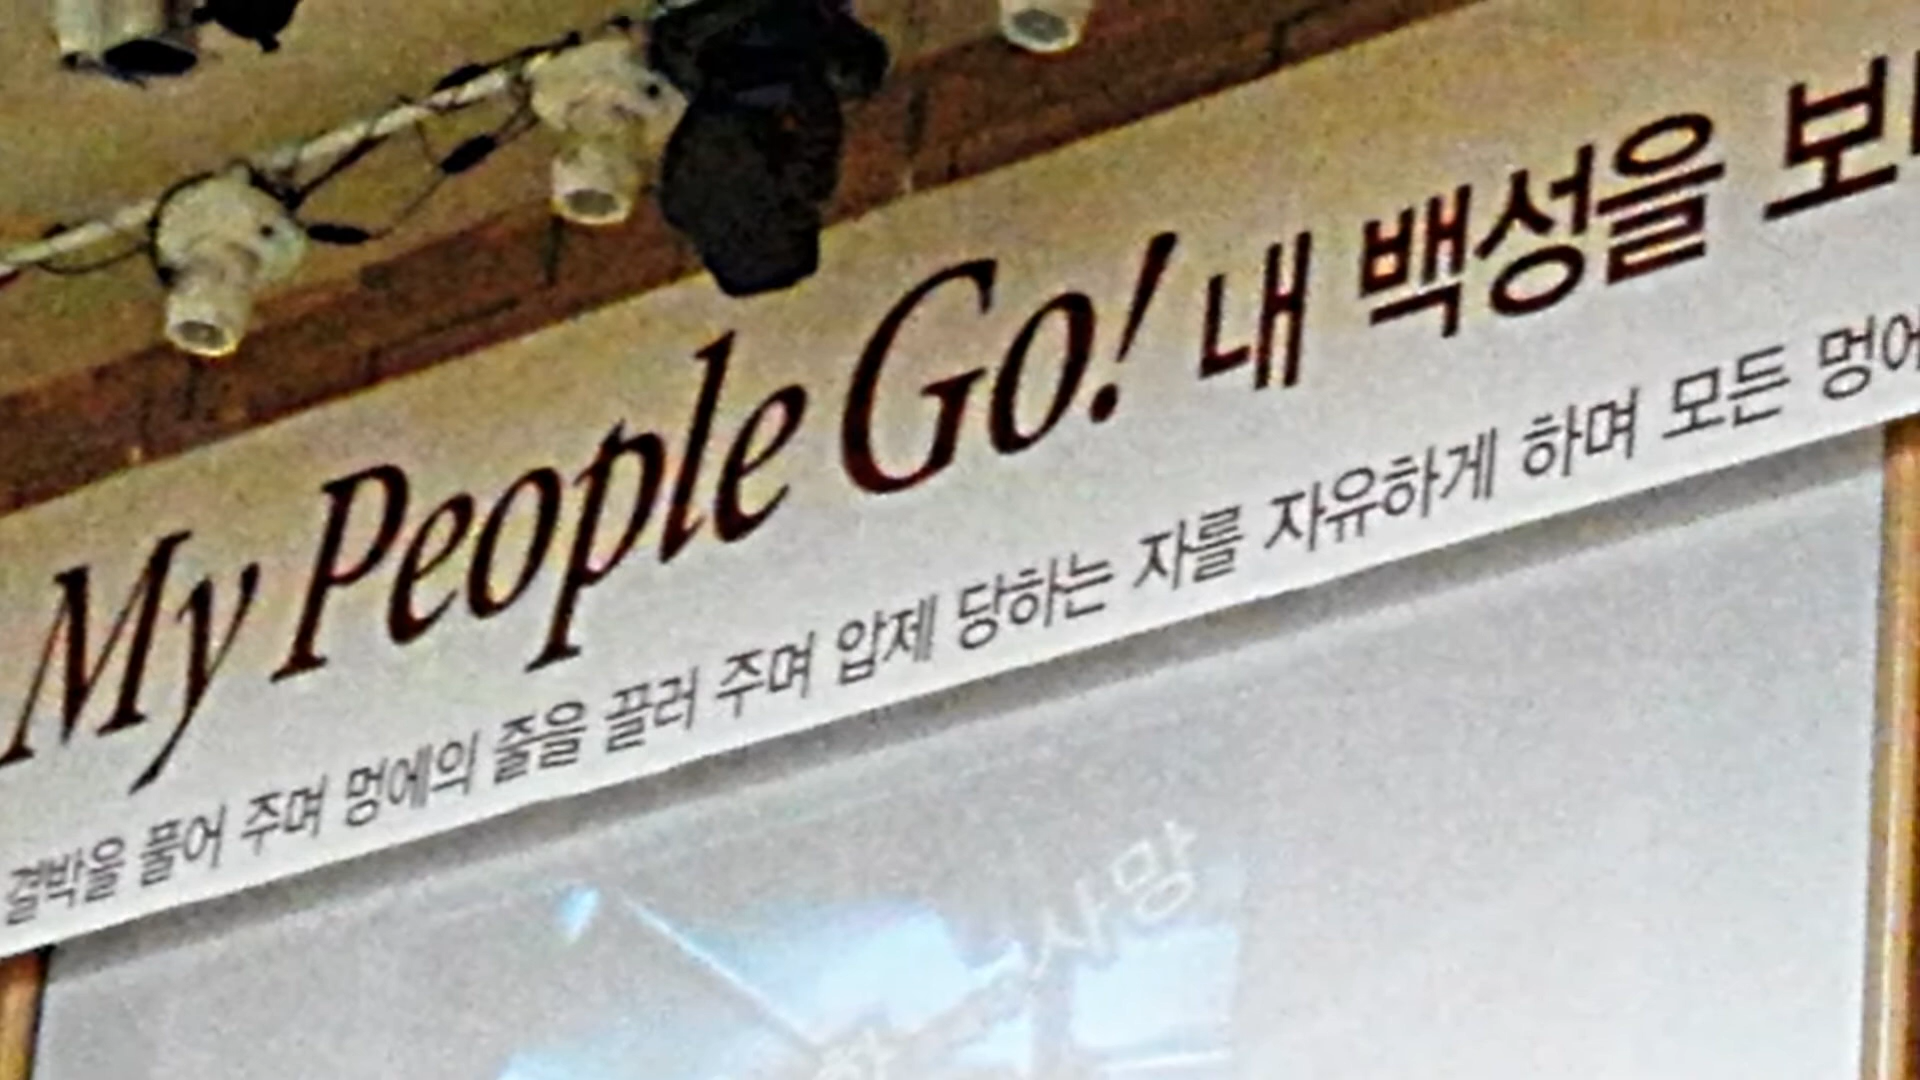 My People Go! 내 백성을 보
결박을 풀어 주며 멍에의 줄을 끌러 주며 압제 당하는 자를 자유하게 하며 모든 멍에
사망